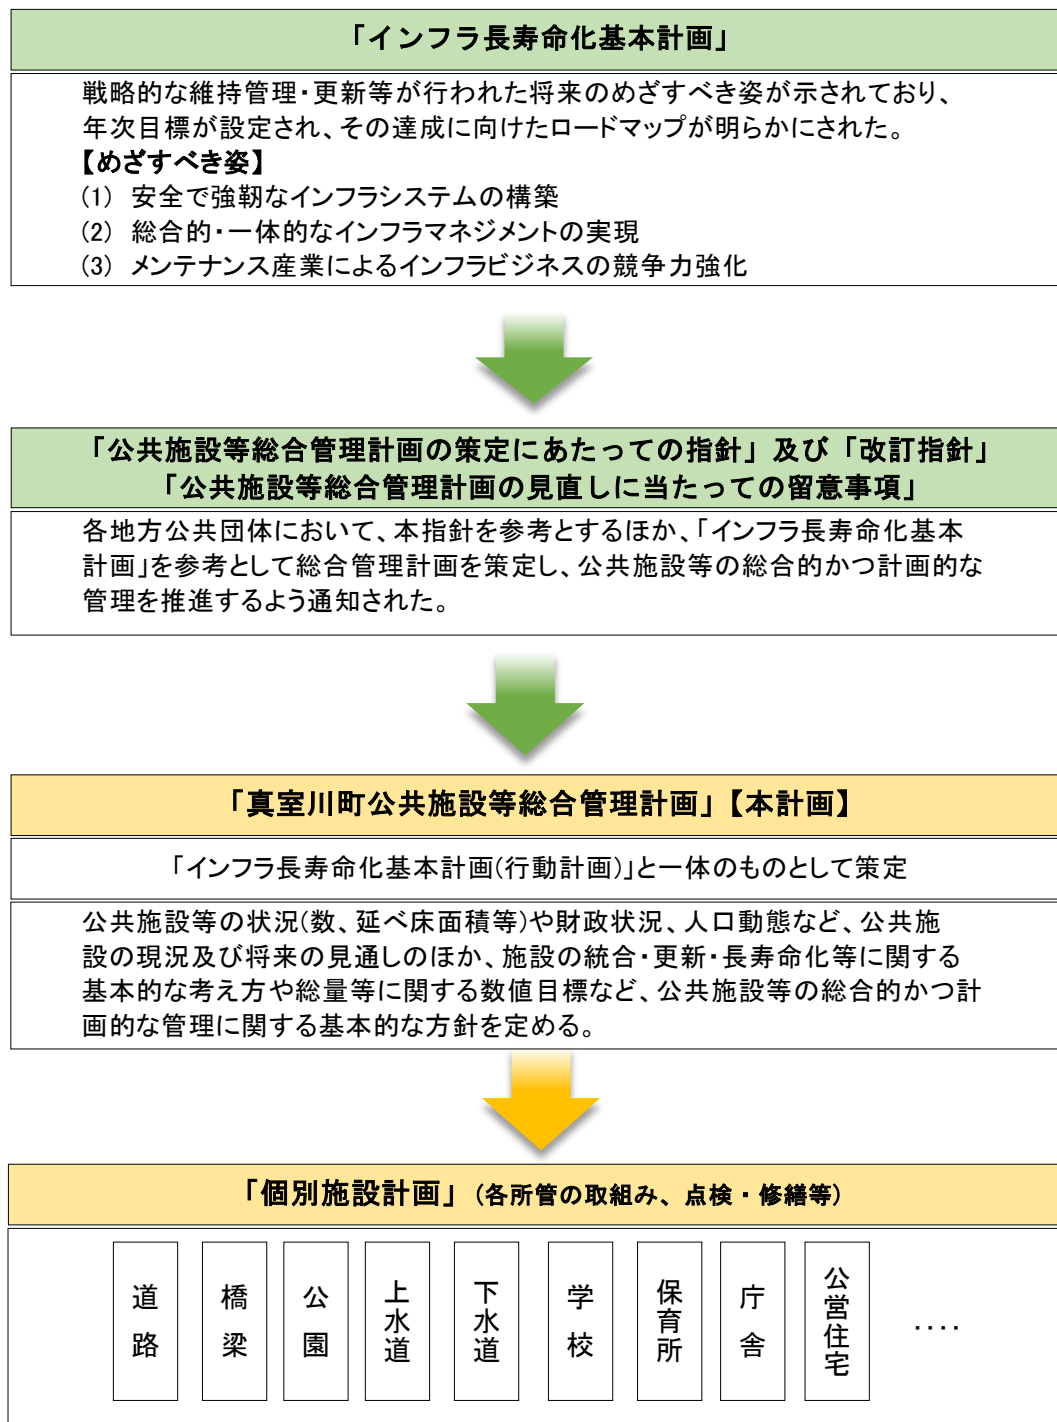 「インフラ長寿命化基本計画」
戦略的な維持管理・更新等が行われた将来のめざすべき姿が示されており、
年次目標が設定され、その達成に向けたロードマップが明らかにされた。
【めざすべき姿】
(1) 安全で強靭なインフラシステムの構築
(2) 総合的・一体的なインフラマネジメントの実現
(3) メンテナンス産業によるインフラビジネスの競争力強化
「公共施設等総合管理計画の策定にあたっての指針」及び「改訂指針」
「公共施設等総合管理計画の見直しに当たっての留意事項」
各地方公共団体において、本指針を参考とするほか、「インフラ長寿命化基本
計画」を参考として総合管理計画を策定し、公共施設等の総合的かつ計画的な
管理を推進するよう通知された。
「真室川町公共施設等総合管理計画」【本計画】
「インフラ長寿命化基本計画(行動計画)」と一体のものとして策定
公共施設等の状況(数、延べ床面積等)や財政状況、人口動態など、公共施
設の現況及び将来の見通しのほか、施設の統合・更新・長寿命化等に関する
基本的な考え方や総量等に関する数値目標など、公共施設等の総合的かつ計
画的な管理に関する基本的な方針を定める。
「個別施設計画」(各所管の取組み、点検・修繕等)
道路
橋梁
公園
上水道
下水道
学校
保育所
庁舎
公営住宅
････